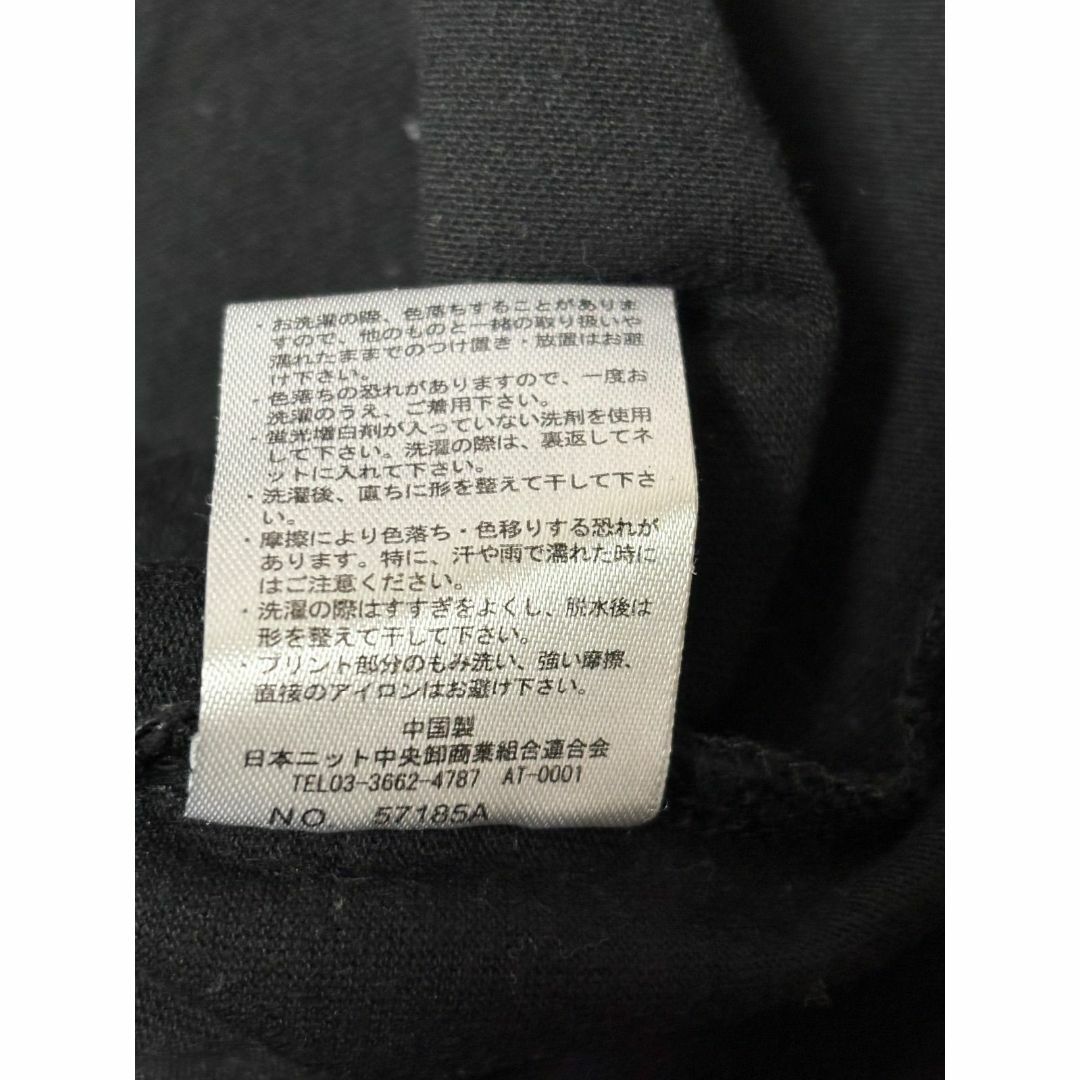 ・お洗濯の際、色落ちすることがありま
すので、他のものと一緒の取り扱いや
濡れたままでのつけ置き・放置はお避
け下さい。
・色落ちの恐れがありますので、一度お
洗濯のうえ、ご着用下さい。
・蛍光増白剤が入っていない洗剤を使用
して下さい。洗濯の際は、裏返してネ
ットに入れて下さい。
・洗濯後、直ちに形を整えて干して下さ
い。
・摩擦により色落ち・色移りする恐れが
あります。特に、汗や雨で濡れた時に
はご注意ください。
・洗濯の際はすすぎをよくし、脱水後は
形を整えて干して下さい。
・プリント部分のもみ洗い、強い摩擦、
直接のアイロンはお避け下さい。
中国製
日本ニット中央卸商業組合連合会
TEL03-3662-4787 AT-0001
NO 57185A